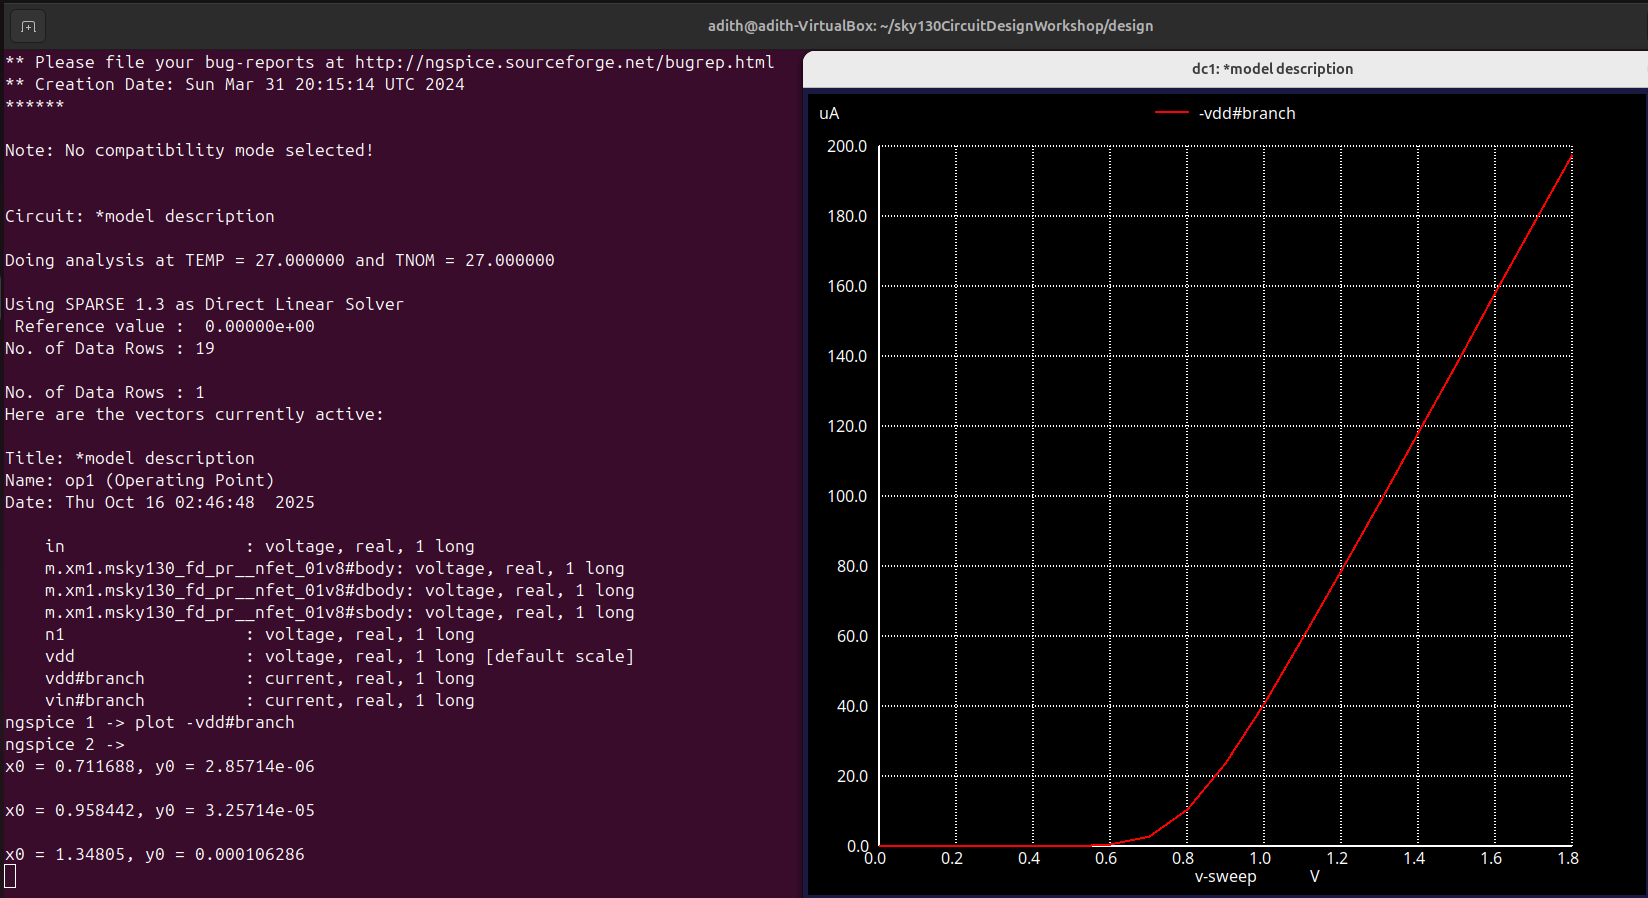 adith@adith-VirtualBox: ~/sky130CircuitDesignWorkshop/design
** Please file your bug-reports at http://ngspice.sourceforge.net/bugrep.html
** Creation Date: Sun Mar 31 20:15:14 UTC 2024
******
Note: No compatibility mode selected!
Circuit: *model description
Doing analysis at TEMP = 27.000000 and TNOM = 27.000000
Using SPARSE 1.3 as Direct Linear Solver
Reference value :  0.00000e+00
No. of Data Rows : 19
No. of Data Rows : 1
Here are the vectors currently active:
Title: *model description
Name: op1 (Operating Point)
Date: Thu Oct 16 02:46:48  2025
in                  : voltage, real, 1 long
m.xm1.msky130_fd_pr__nfet_01v8#body: voltage, real, 1 long
m.xm1.msky130_fd_pr__nfet_01v8#dbody: voltage, real, 1 long
m.xm1.msky130_fd_pr__nfet_01v8#sbody: voltage, real, 1 long
n1                  : voltage, real, 1 long
vdd                 : voltage, real, 1 long [default scale]
vdd#branch          : current, real, 1 long
vin#branch          : current, real, 1 long
ngspice 1 -> plot -vdd#branch
ngspice 2 ->
x0 = 0.711688, y0 = 2.85714e-06
x0 = 0.958442, y0 = 3.25714e-05
x0 = 1.34805, y0 = 0.000106286
dc1: *model description
uA
-vdd#branch
200.0
180.0
160.0
140.0
120.0
100.0
80.0
60.0
40.0
20.0
0.0
0.0 0.2 0.4 0.6 0.8 1.0 1.2 1.4 1.6 1.8
v-sweep V